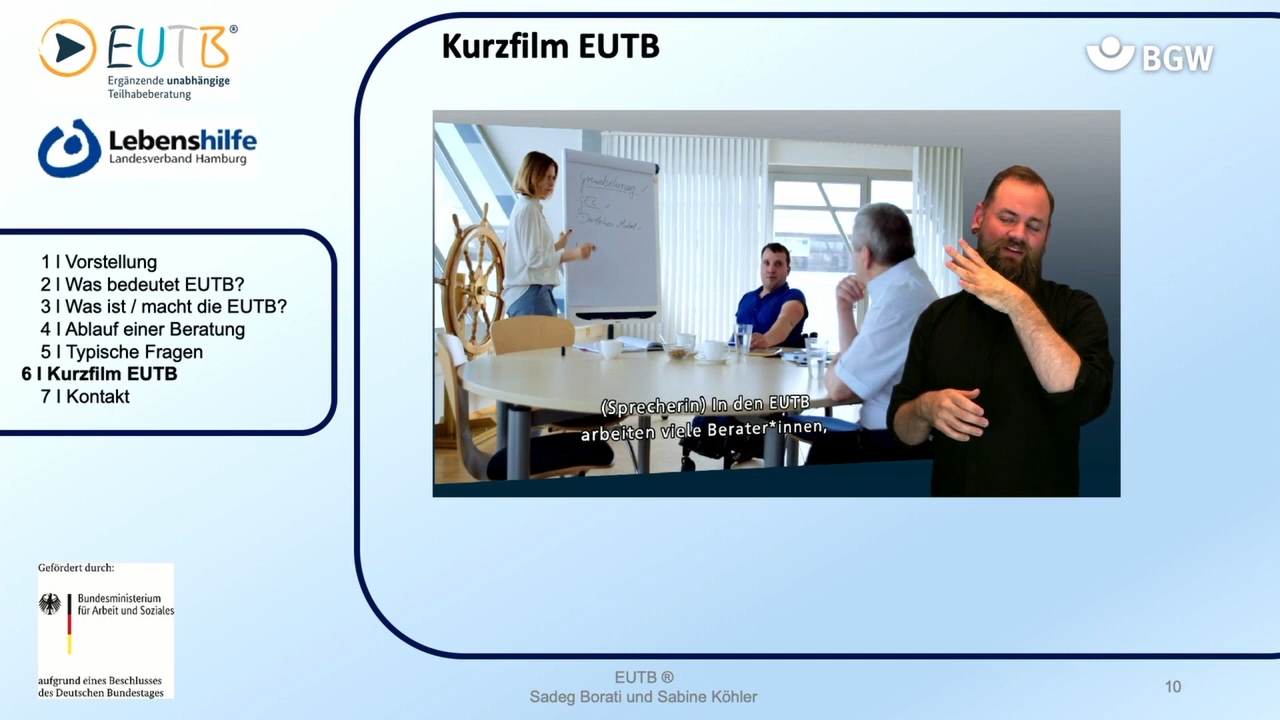 EUTB®
Ergänzende unabhängige
Teilhabeberatung
Lebenshilfe
Landesverband Hamburg
1 I Vorstellung
2 I Was bedeutet EUTB?
3 I Was ist / macht die EUTB?
4 I Ablauf einer Beratung
5 I Typische Fragen
6 I Kurzfilm EUTB
7 I Kontakt
Gefördert durch:
Bundesministerium
für Arbeit und Soziales
aufgrund eines Beschlusses
des Deutschen Bundestages
Kurzfilm EUTB
BGW
(Sprecherin) In den EUTB
arbeiten viele Berater*innen,
EUTB ®
Sadeg Borati und Sabine Köhler
10